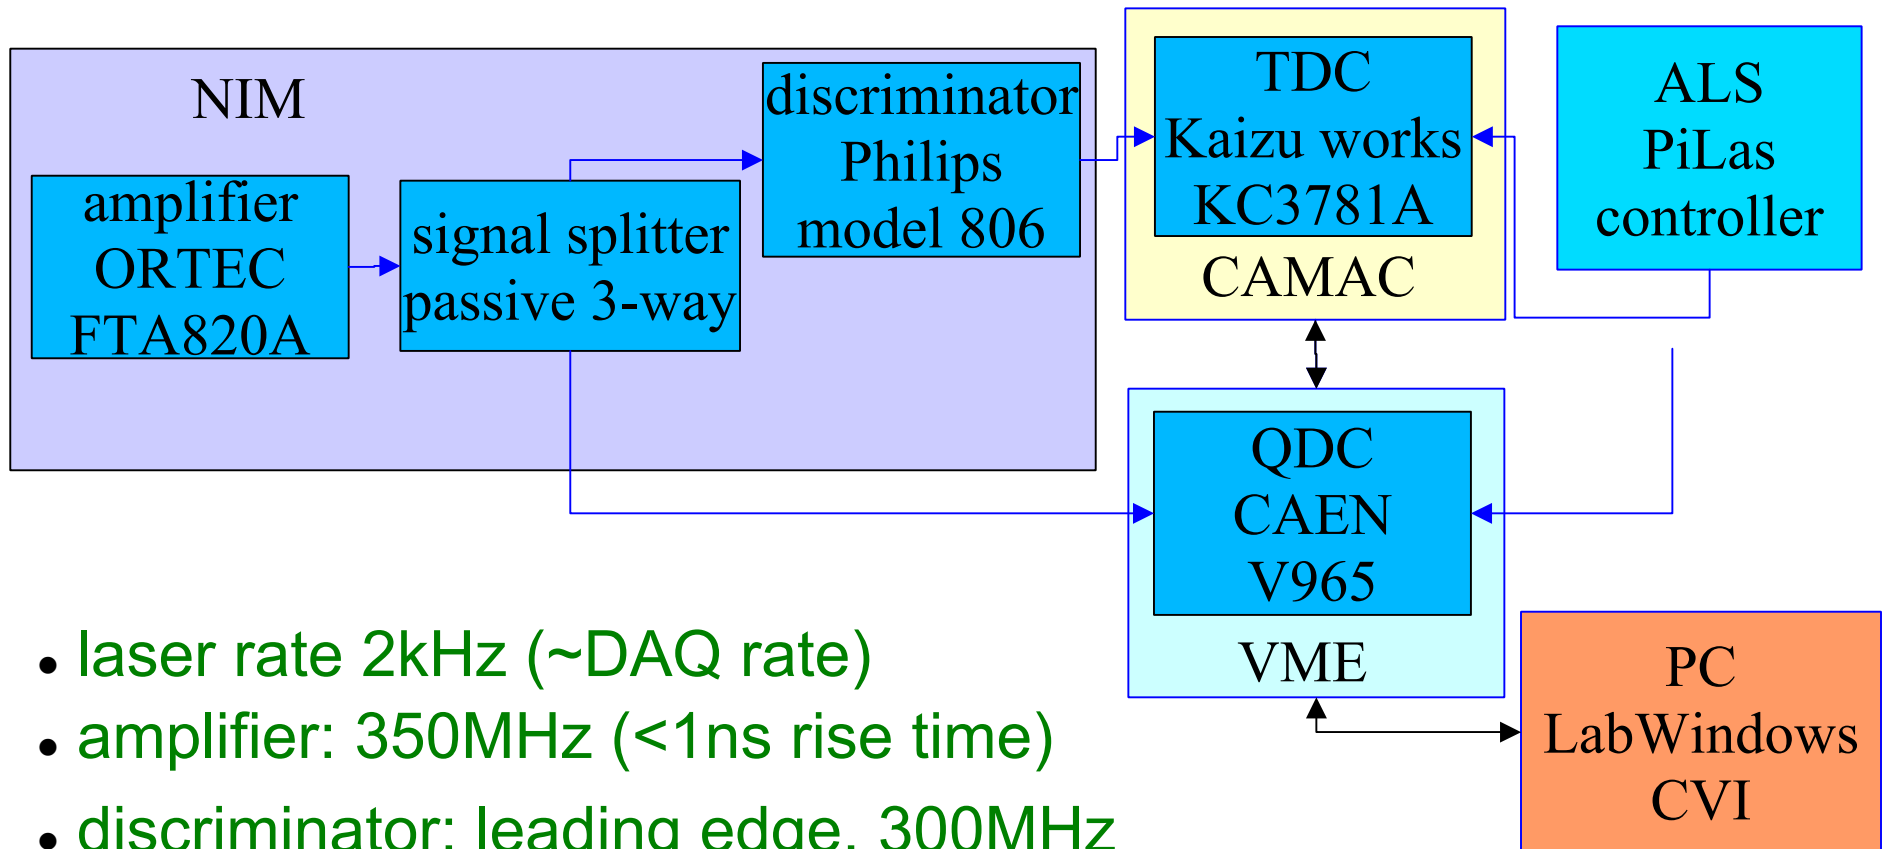 NIM
amplifier
ORTEC
FTA820A
signal splitter
passive 3-way
discriminator
Philips
model 806
TDC
Kaizu works
KC3781A
CAMAC
ALS
PiLas
controller
QDC
CAEN
V965
VME
PC
LabWindows
CVI
• laser rate 2kHz (~DAQ rate)
• amplifier: 350MHz (<1ns rise time)
• discriminator: leading edge, 300MHz